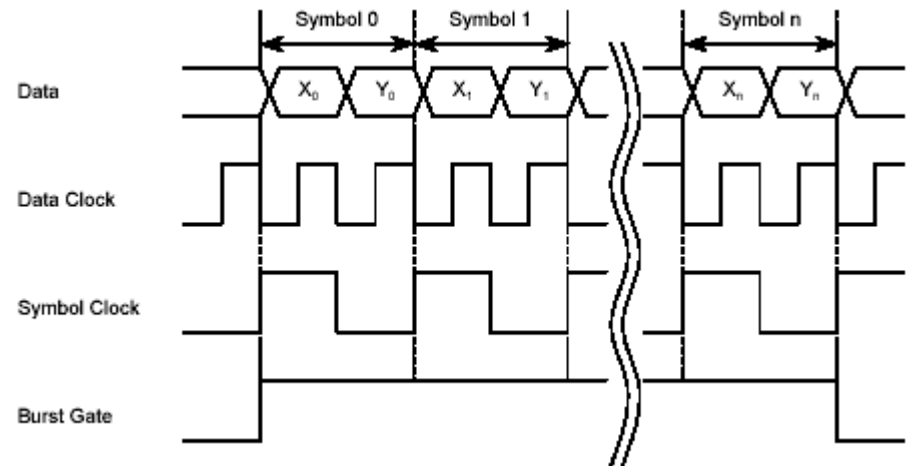 Symbol 0 Symbol 1 Symbol n
Data X₀ Y₀ X₁ Y₁ Xₙ Yₙ
Data Clock
Symbol Clock
Burst Gate